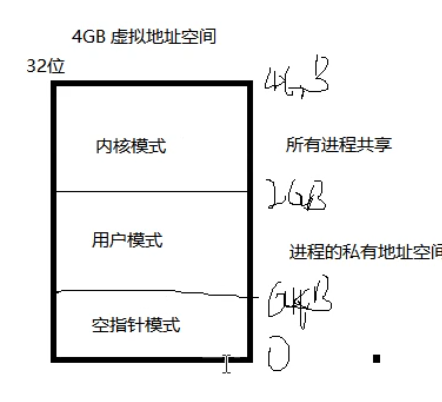 4GB 虚拟地址空间
32位
4GB
内核模式
所有进程共享
2GB
用户模式
进程的私有地址空间
64KB
空指针模式
0